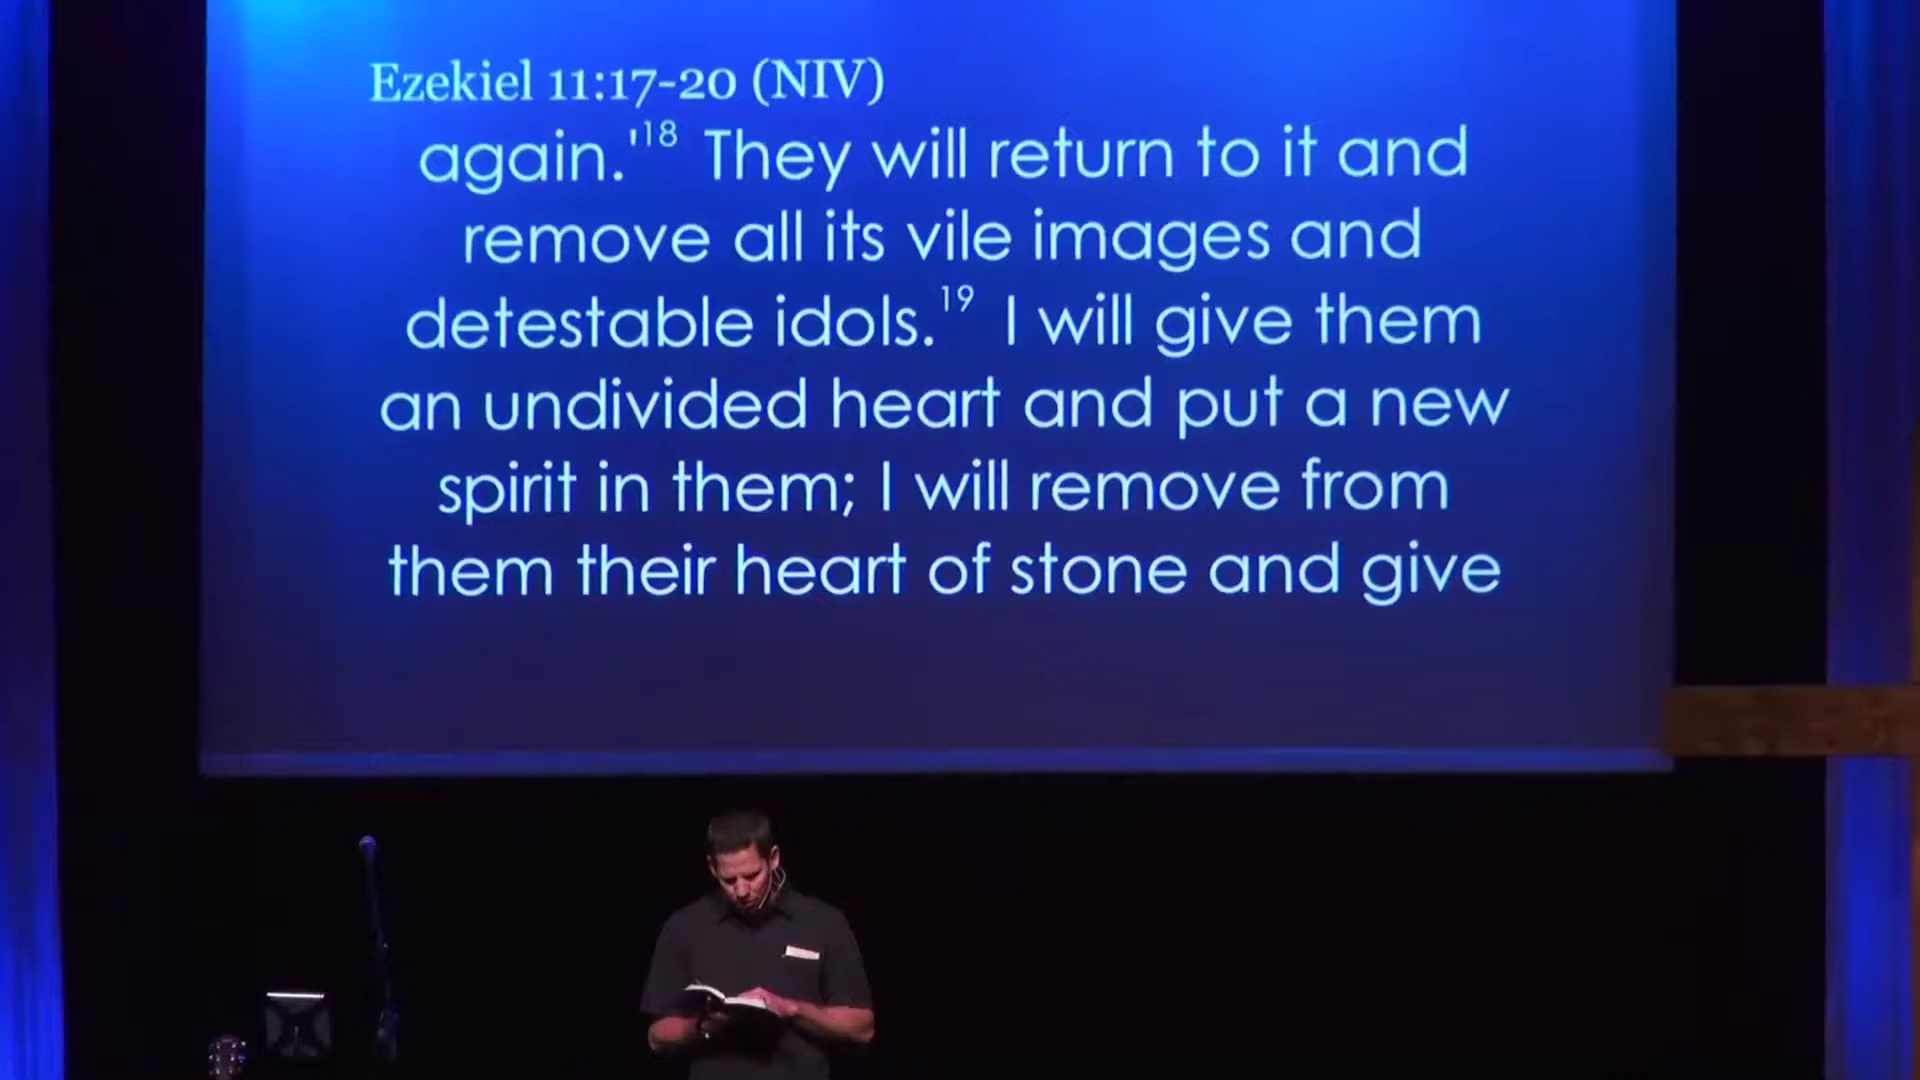 Ezekiel 11:17-20 (NIV)
again.'18 They will return to it and
remove all its vile images and
detestable idols.19 I will give them
an undivided heart and put a new
spirit in them; I will remove from
them their heart of stone and give